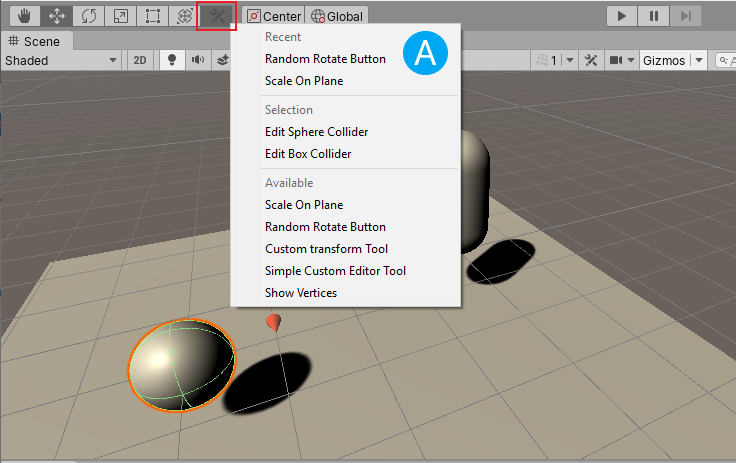 Center Global
Scene
Shaded 2D 1 Gizmos A
Recent
Random Rotate Button
A
Scale On Plane
Selection
Edit Sphere Collider
Edit Box Collider
Available
Scale On Plane
Random Rotate Button
Custom transform Tool
Simple Custom Editor Tool
Show Vertices